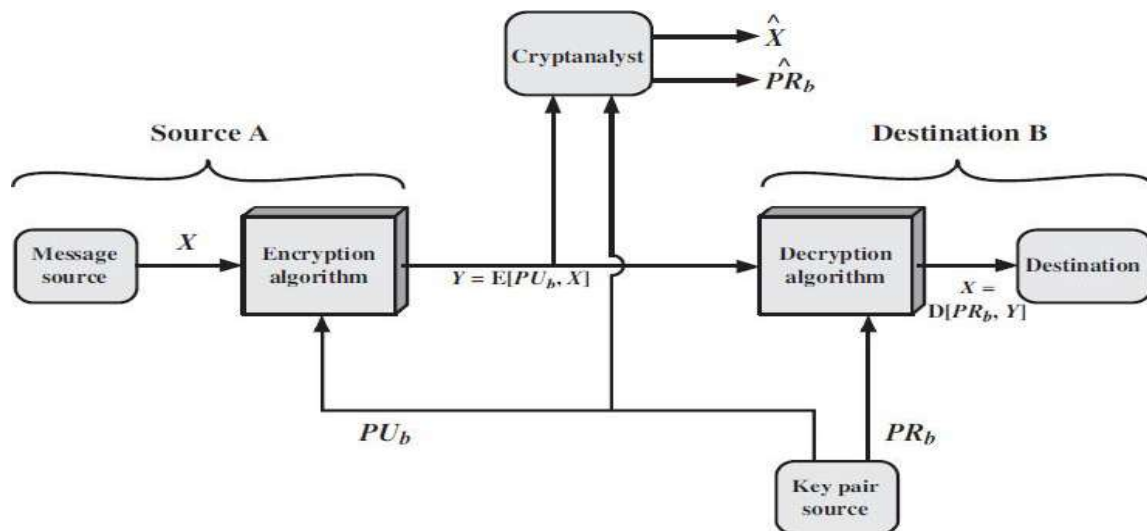 Cryptanalyst
X̂
P̂R_b
Source A
Destination B
Message
source
X
Encryption
algorithm
Y = E[PU_b, X]
Decryption
algorithm
X =
D[PR_b, Y]
Destination
PU_b
PR_b
Key pair
source